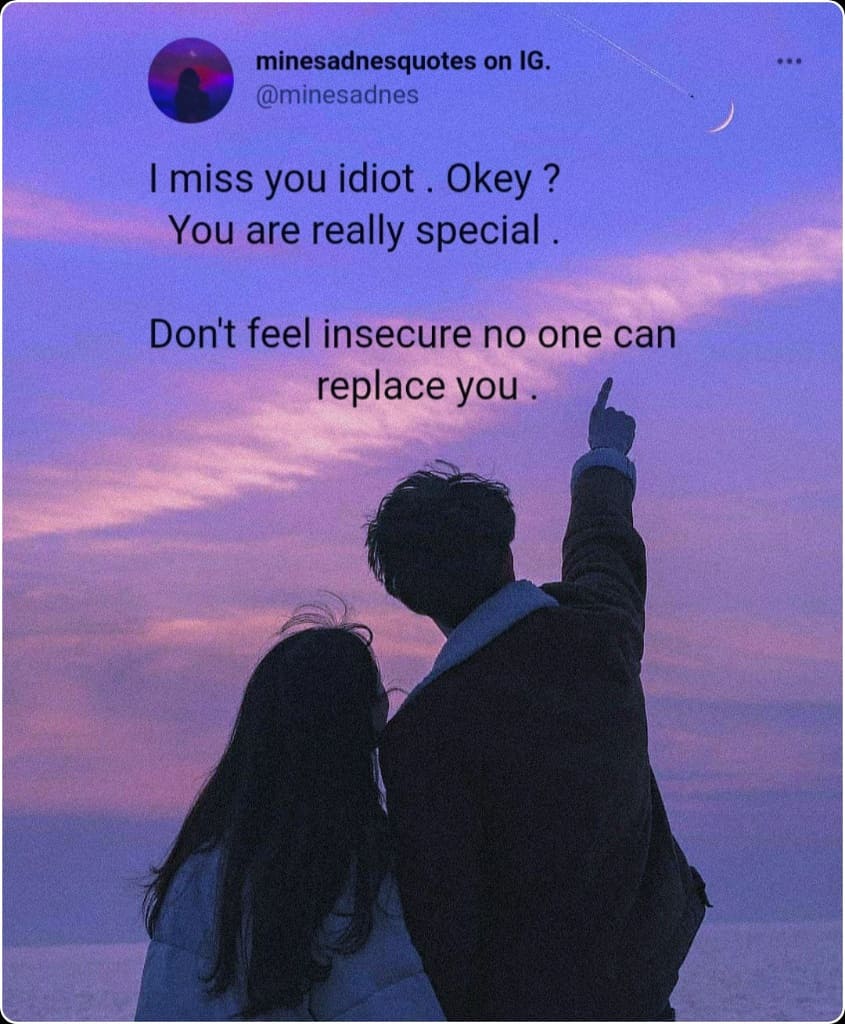 minesadnesquotes on IG.
@minesadnes
I miss you idiot . Okey ?
You are really special .
Don't feel insecure no one can
replace you .